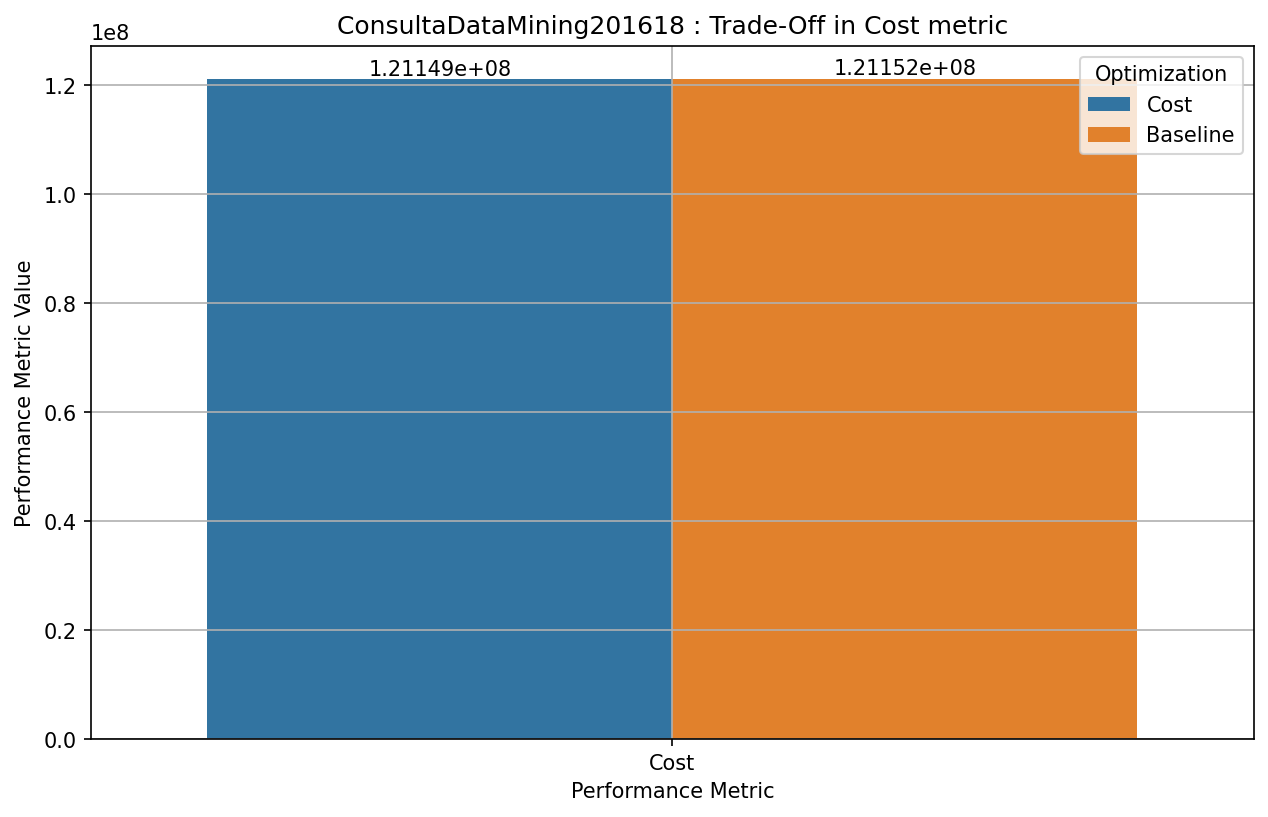 ConsultaDataMining201618 : Trade-Off in Cost metric
1e8
1.21149e+08
1.21152e+08
Optimization
Cost
Baseline
1.2
1.0
0.8
0.6
0.4
0.2
0.0
Performance Metric Value
Cost
Performance Metric